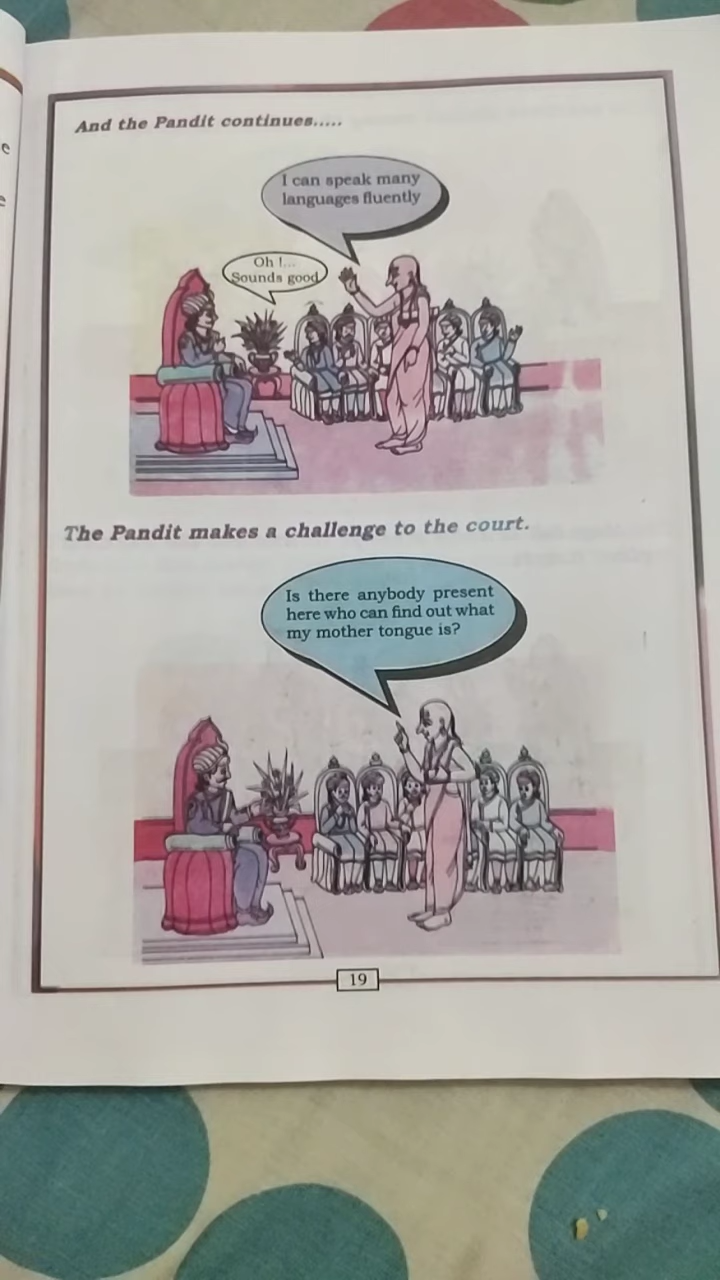 And the Pandit continues.....
I can speak many
languages fluently
Oh !...
Sounds good
The Pandit makes a challenge to the court.
Is there anybody present
here who can find out what
my mother tongue is?
19
e
e